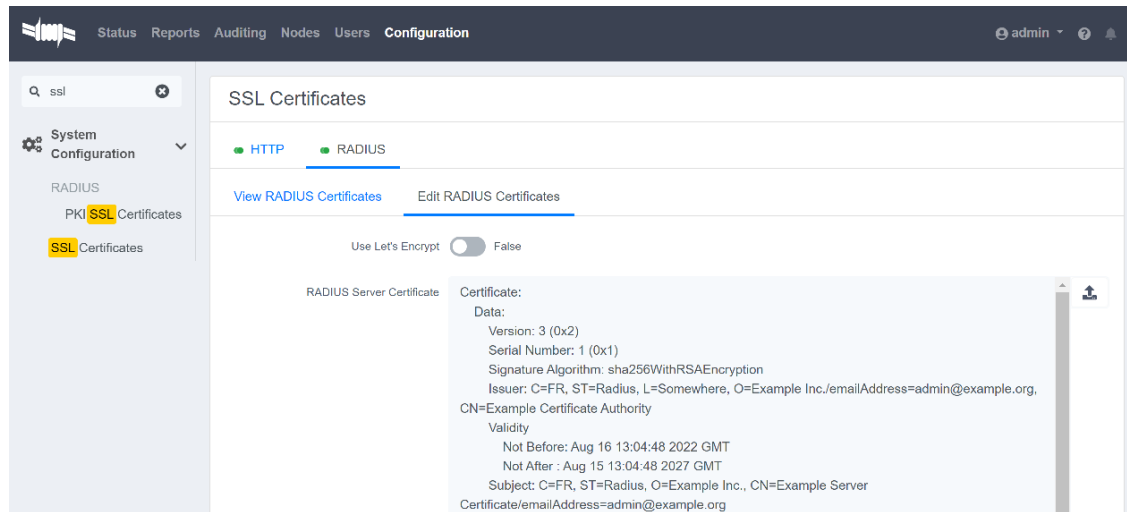 Status Reports Auditing Nodes Users Configuration admin
ssl
System
Configuration
RADIUS
PKI SSL Certificates
SSL Certificates
SSL Certificates
HTTP RADIUS
View RADIUS Certificates Edit RADIUS Certificates
Use Let's Encrypt False
RADIUS Server Certificate
Certificate:
Data:
Version: 3 (0x2)
Serial Number: 1 (0x1)
Signature Algorithm: sha256WithRSAEncryption
Issuer: C=FR, ST=Radius, L=Somewhere, O=Example Inc./emailAddress=admin@example.org,
CN=Example Certificate Authority
Validity
Not Before: Aug 16 13:04:48 2022 GMT
Not After : Aug 15 13:04:48 2027 GMT
Subject: C=FR, ST=Radius, O=Example Inc., CN=Example Server
Certificate/emailAddress=admin@example.org